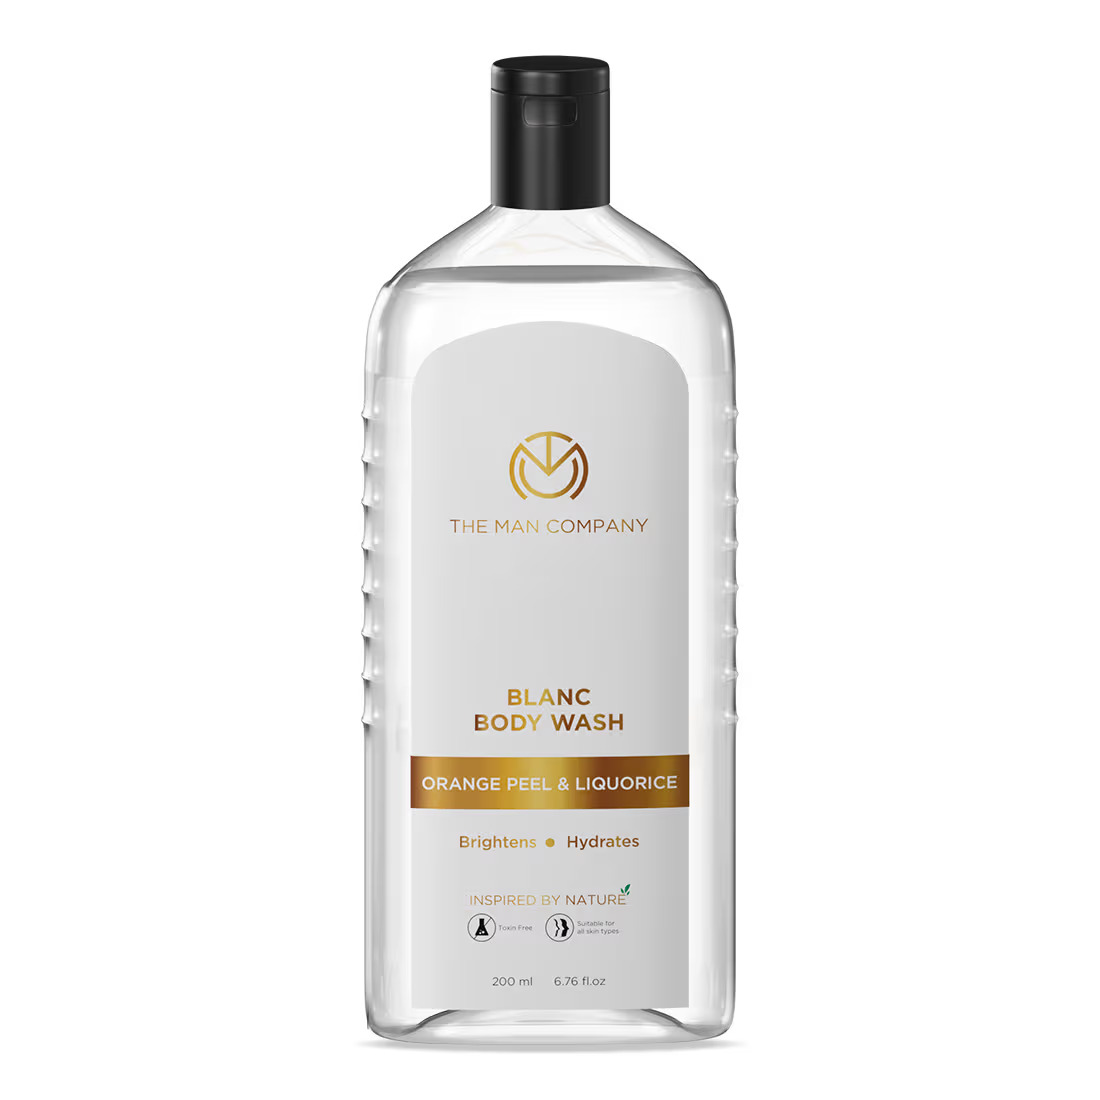 THE MAN COMPANY
BLANC
BODY WASH
ORANGE PEEL & LIQUORICE
Brightens ● Hydrates
INSPIRED BY NATURE
Toxin Free
Suitable for
all skin types
200 ml 6.76 fl.oz